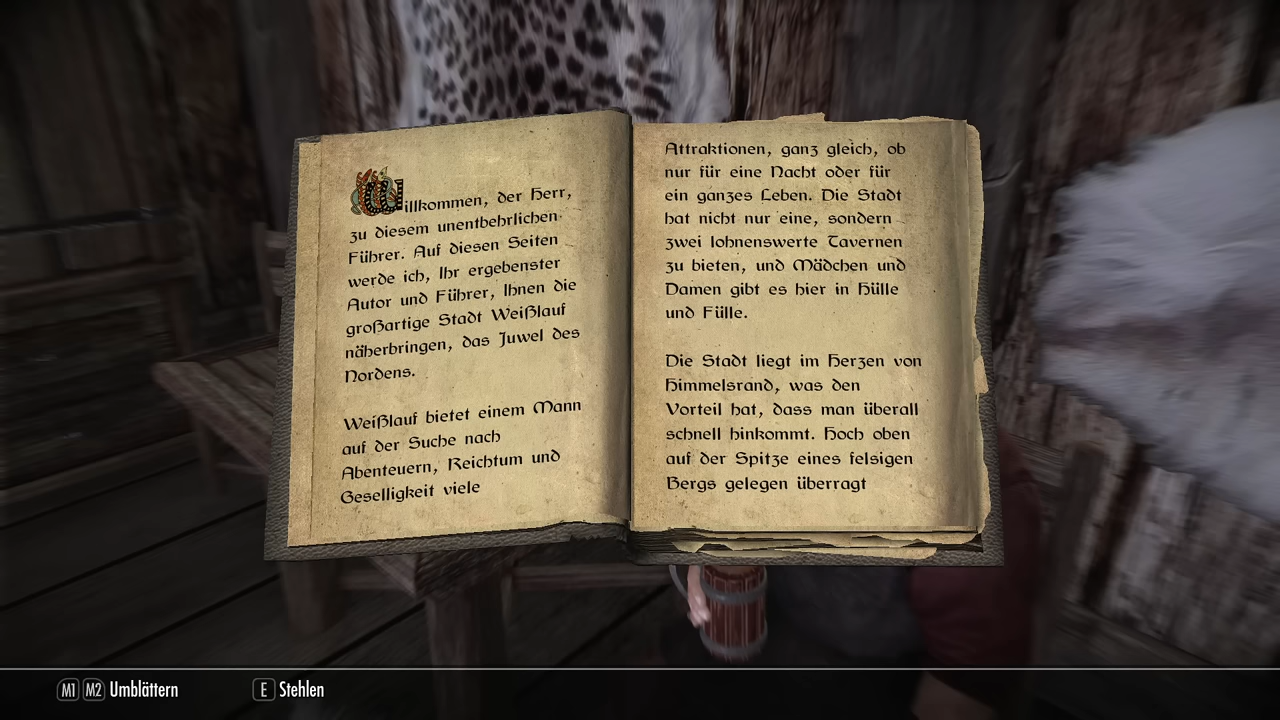 Willkommen, der Herr,
zu diesem unentbehrlichen
Führer. Auf diesen Seiten
werde ich, Ihr ergebenster
Autor und Führer, Ihnen die
großartige Stadt Weißlauf
näherbringen, das Juwel des
Nordens.
Weißlauf bietet einem Mann
auf der Suche nach
Abenteuern, Reichtum und
Geselligkeit viele
Attraktionen, ganz gleich, ob
nur für eine Nacht oder für
ein ganzes Leben. Die Stadt
hat nicht nur eine, sondern
zwei lohnenswerte Tavernen
zu bieten, und Mädchen und
Damen gibt es hier in Hülle
und Fülle.
Die Stadt liegt im Herzen von
Himmelsrand, was den
Vorteil hat, dass man überall
schnell hinkommt. Hoch oben
auf der Spitze eines felsigen
Bergs gelegen überragt
M1 M2 Umblättern E Stehlen